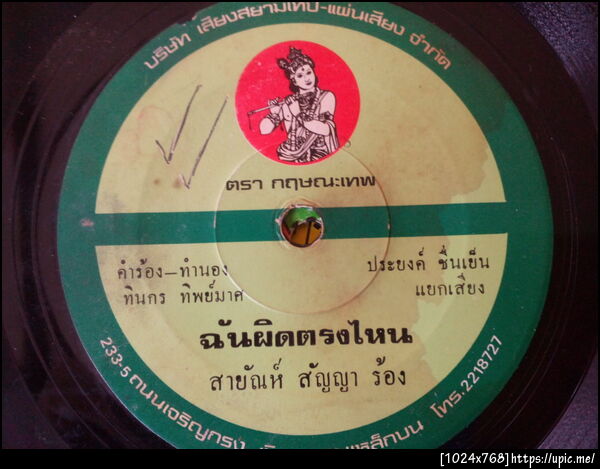 บริษัท เสียงสยามเทป-แผ่นเสียง จำกัด
ตรา กฤษณะเทพ
คำร้อง-ทำนอง
ทินกร ทิพย์มาศ
ประยงค์ ชื่นเย็น
แยกเสียง
ฉันผิดตรงไหน
สายัณห์ สัญญา ร้อง
233-5 ถนนเจริญกรุง
เหล็กบน โทร.2218727
[1024x768]https://upic.me/